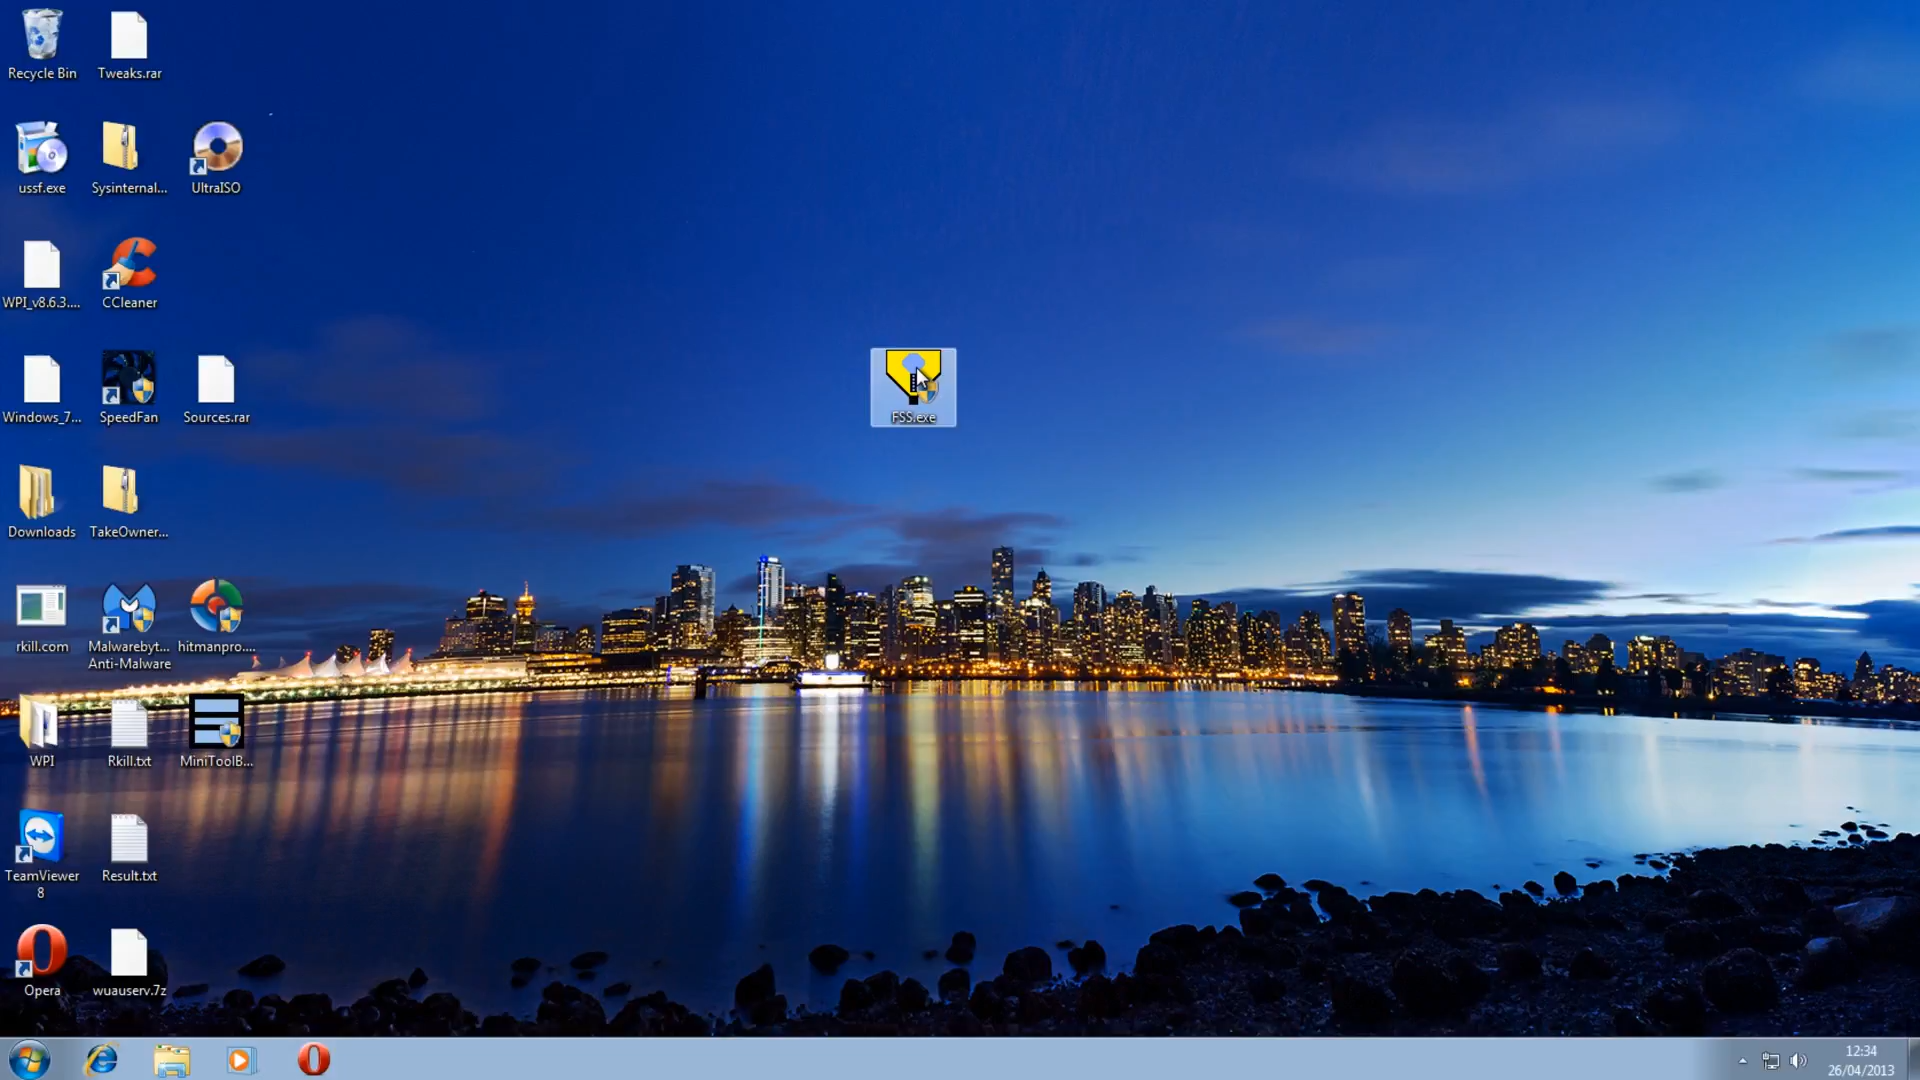 Recycle Bin
Tweaks.rar
ussf.exe
Sysinternal...
UltraISO
WPI_v8.6.3....
CCleaner
Windows_7...
SpeedFan
Sources.rar
FSS.exe
Downloads
TakeOwner...
rkill.com
Malwarebyt...
Anti-Malware
hitmanpro....
WPI
Rkill.txt
MiniToolB...
TeamViewer
8
Result.txt
Opera
wuauserv.7z
12:34
26/04/2013